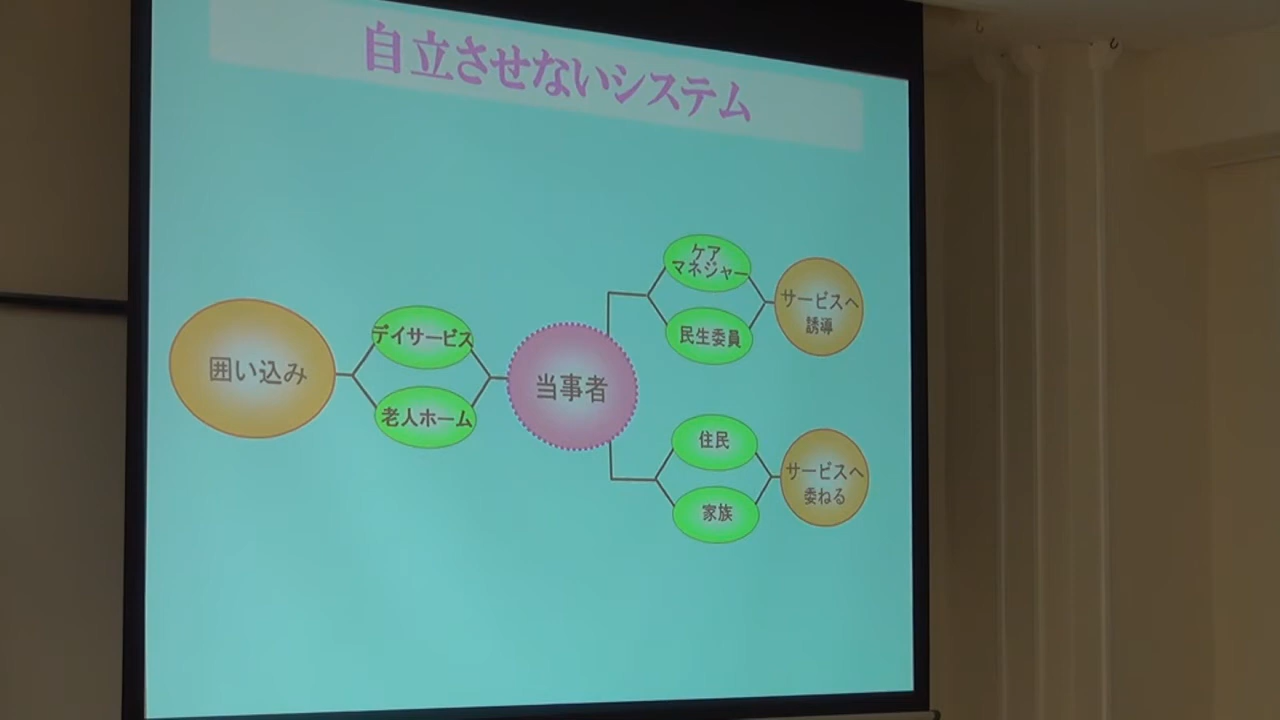 自立させないシステム
囲い込み
デイサービス
老人ホーム
当事者
ケア
マネジャー
民生委員
サービスへ
誘導
住民
家族
サービスへ
委ねる